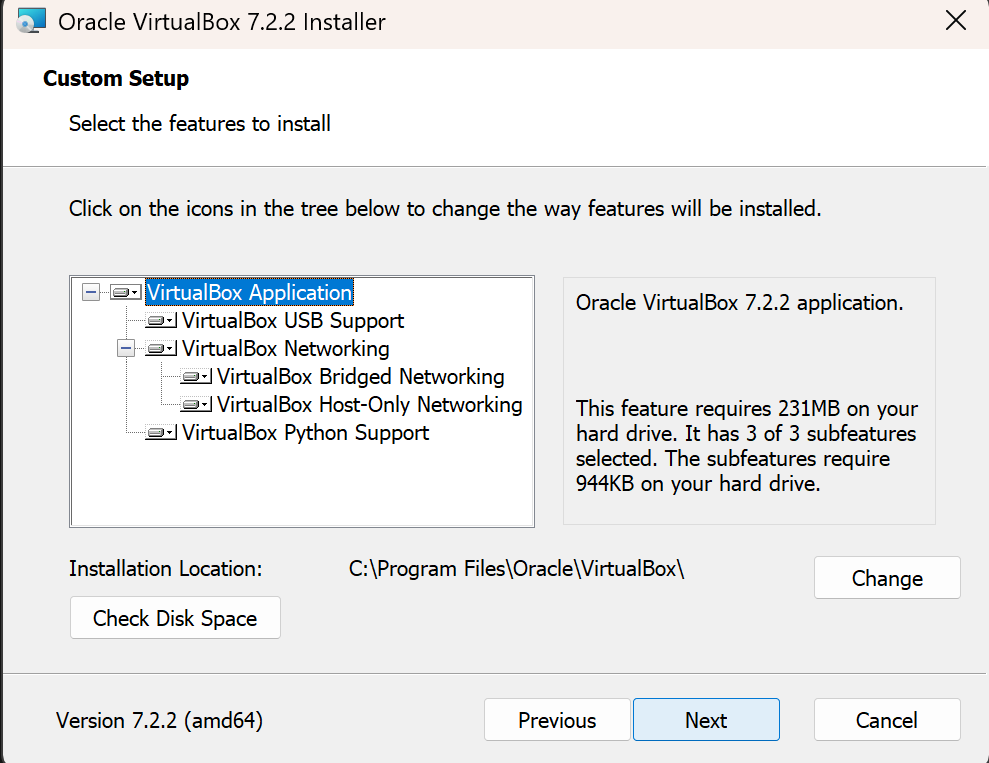 Oracle VirtualBox 7.2.2 Installer
Custom Setup
Select the features to install
Click on the icons in the tree below to change the way features will be installed.
VirtualBox Application
VirtualBox USB Support
VirtualBox Networking
VirtualBox Bridged Networking
VirtualBox Host-Only Networking
VirtualBox Python Support
Oracle VirtualBox 7.2.2 application.
This feature requires 231MB on your
hard drive. It has 3 of 3 subfeatures
selected. The subfeatures require
944KB on your hard drive.
Installation Location:
C:\Program Files\Oracle\VirtualBox\
Change
Check Disk Space
Version 7.2.2 (amd64)
Previous
Next
Cancel